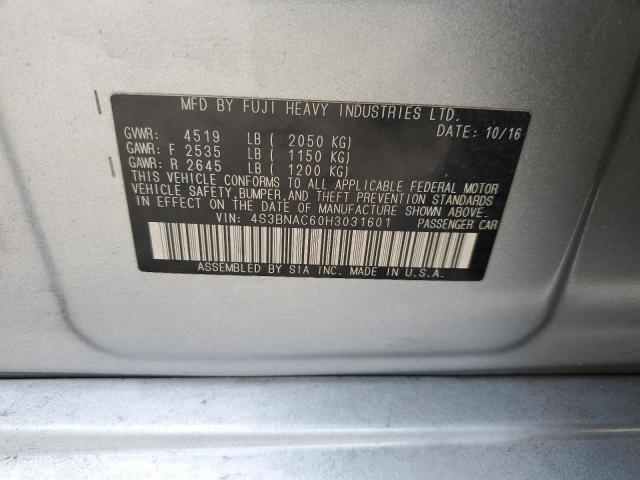 MFD BY FUJI HEAVY INDUSTRIES LTD.
DATE: 10/16
GVWR: 4519 LB ( 2050 KG)
GAWR: F 2535 LB ( 1150 KG)
GAWR: R 2645 LB ( 1200 KG)
THIS VEHICLE CONFORMS TO ALL APPLICABLE FEDERAL MOTOR
VEHICLE SAFETY, BUMPER, AND THEFT PREVENTION STANDARDS
IN EFFECT ON THE DATE OF MANUFACTURE SHOWN ABOVE.
VIN: 4S3BNAC60H3031601 PASSENGER CAR
ASSEMBLED BY SIA INC. MADE IN U.S.A.